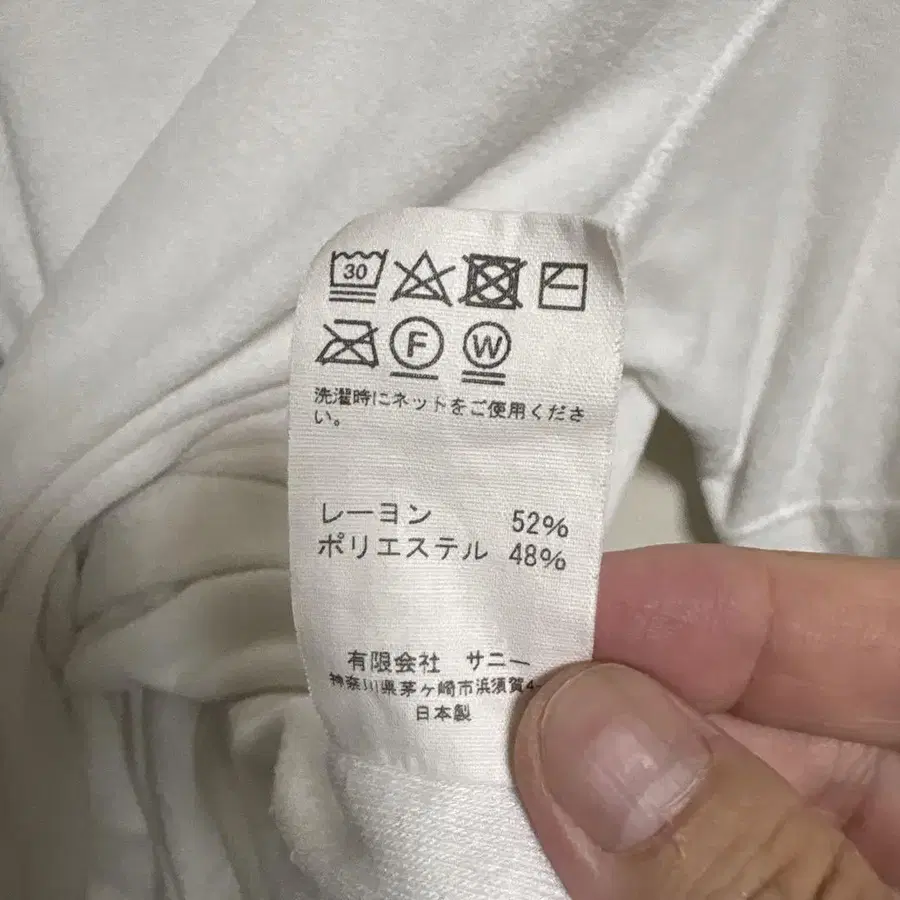 30
F W
洗濯時にネットをご使用くださ
い。
レーヨン 52%
ポリエステル 48%
有限会社 サニー
神奈川県茅ヶ崎市浜須賀4-
日本製